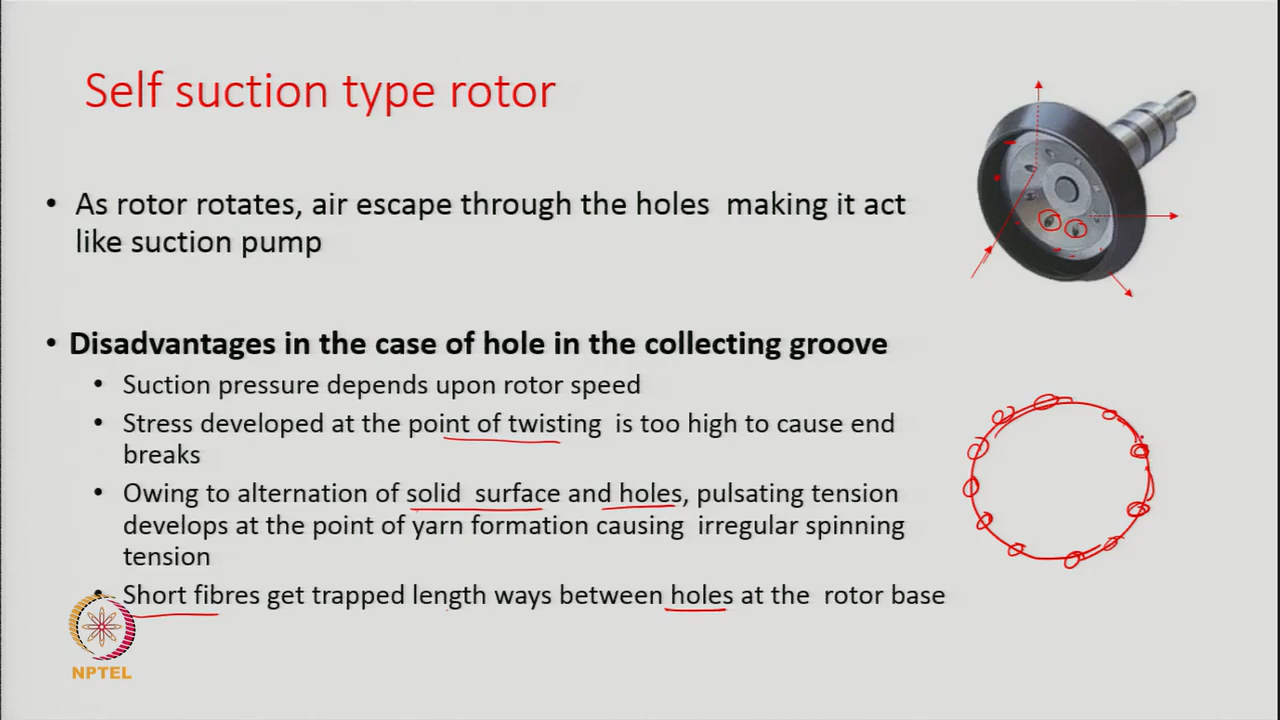 Self suction type rotor
• As rotor rotates, air escape through the holes making it act
like suction pump
• Disadvantages in the case of hole in the collecting groove
• Suction pressure depends upon rotor speed
• Stress developed at the point of twisting is too high to cause end
breaks
• Owing to alternation of solid surface and holes, pulsating tension
develops at the point of yarn formation causing irregular spinning
tension
• Short fibres get trapped length ways between holes at the rotor base
NPTEL